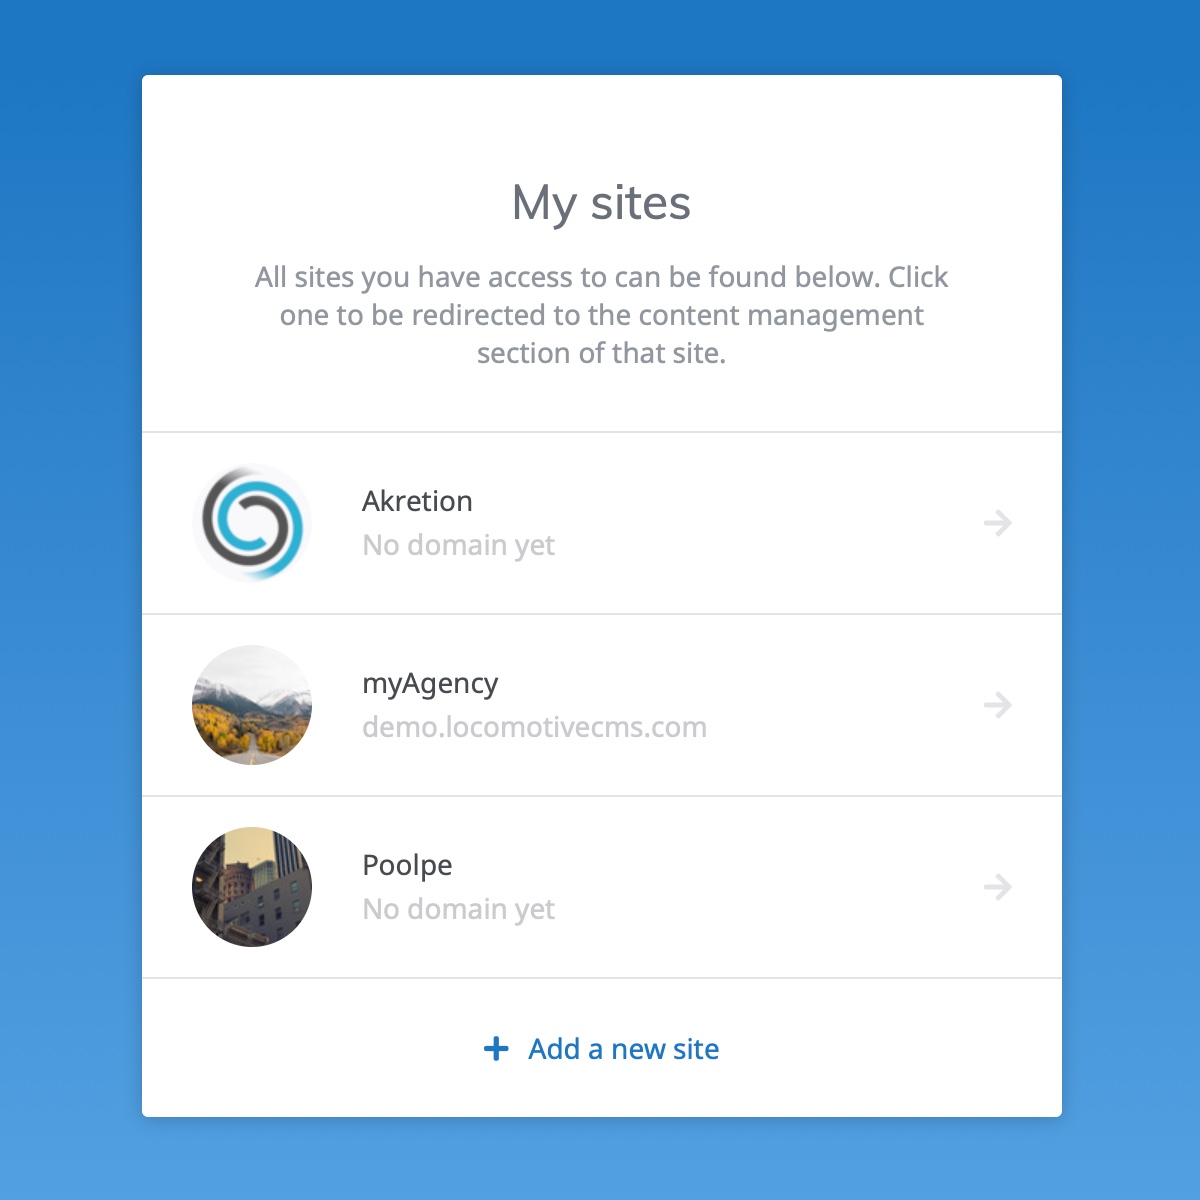 My sites
All sites you have access to can be found below. Click
one to be redirected to the content management
section of that site.
Akretion
No domain yet
myAgency
demo.locomotivecms.com
Poolpe
No domain yet
Add a new site